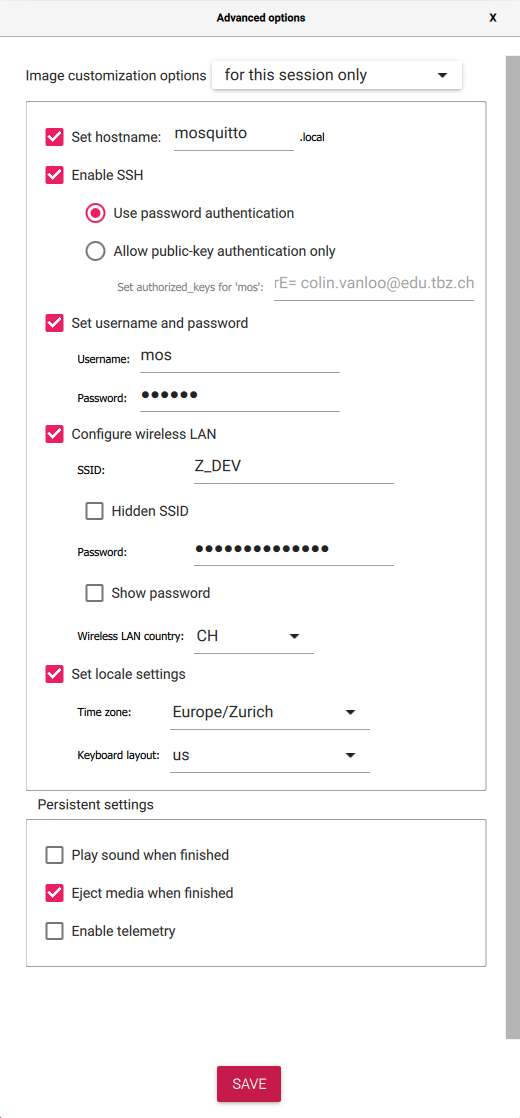 Advanced options X
Image customization options for this session only
Set hostname: mosquitto .local
Enable SSH
Use password authentication
Allow public-key authentication only
Set authorized_keys for 'mos': rE= colin.vanloo@edu.tbz.ch
Set username and password
Username: mos
Password: ●●●●●●
Configure wireless LAN
SSID: Z_DEV
Hidden SSID
Password: ●●●●●●●●●●●●●●
Show password
Wireless LAN country: CH
Set locale settings
Time zone: Europe/Zurich
Keyboard layout: us
Persistent settings
Play sound when finished
Eject media when finished
Enable telemetry
SAVE